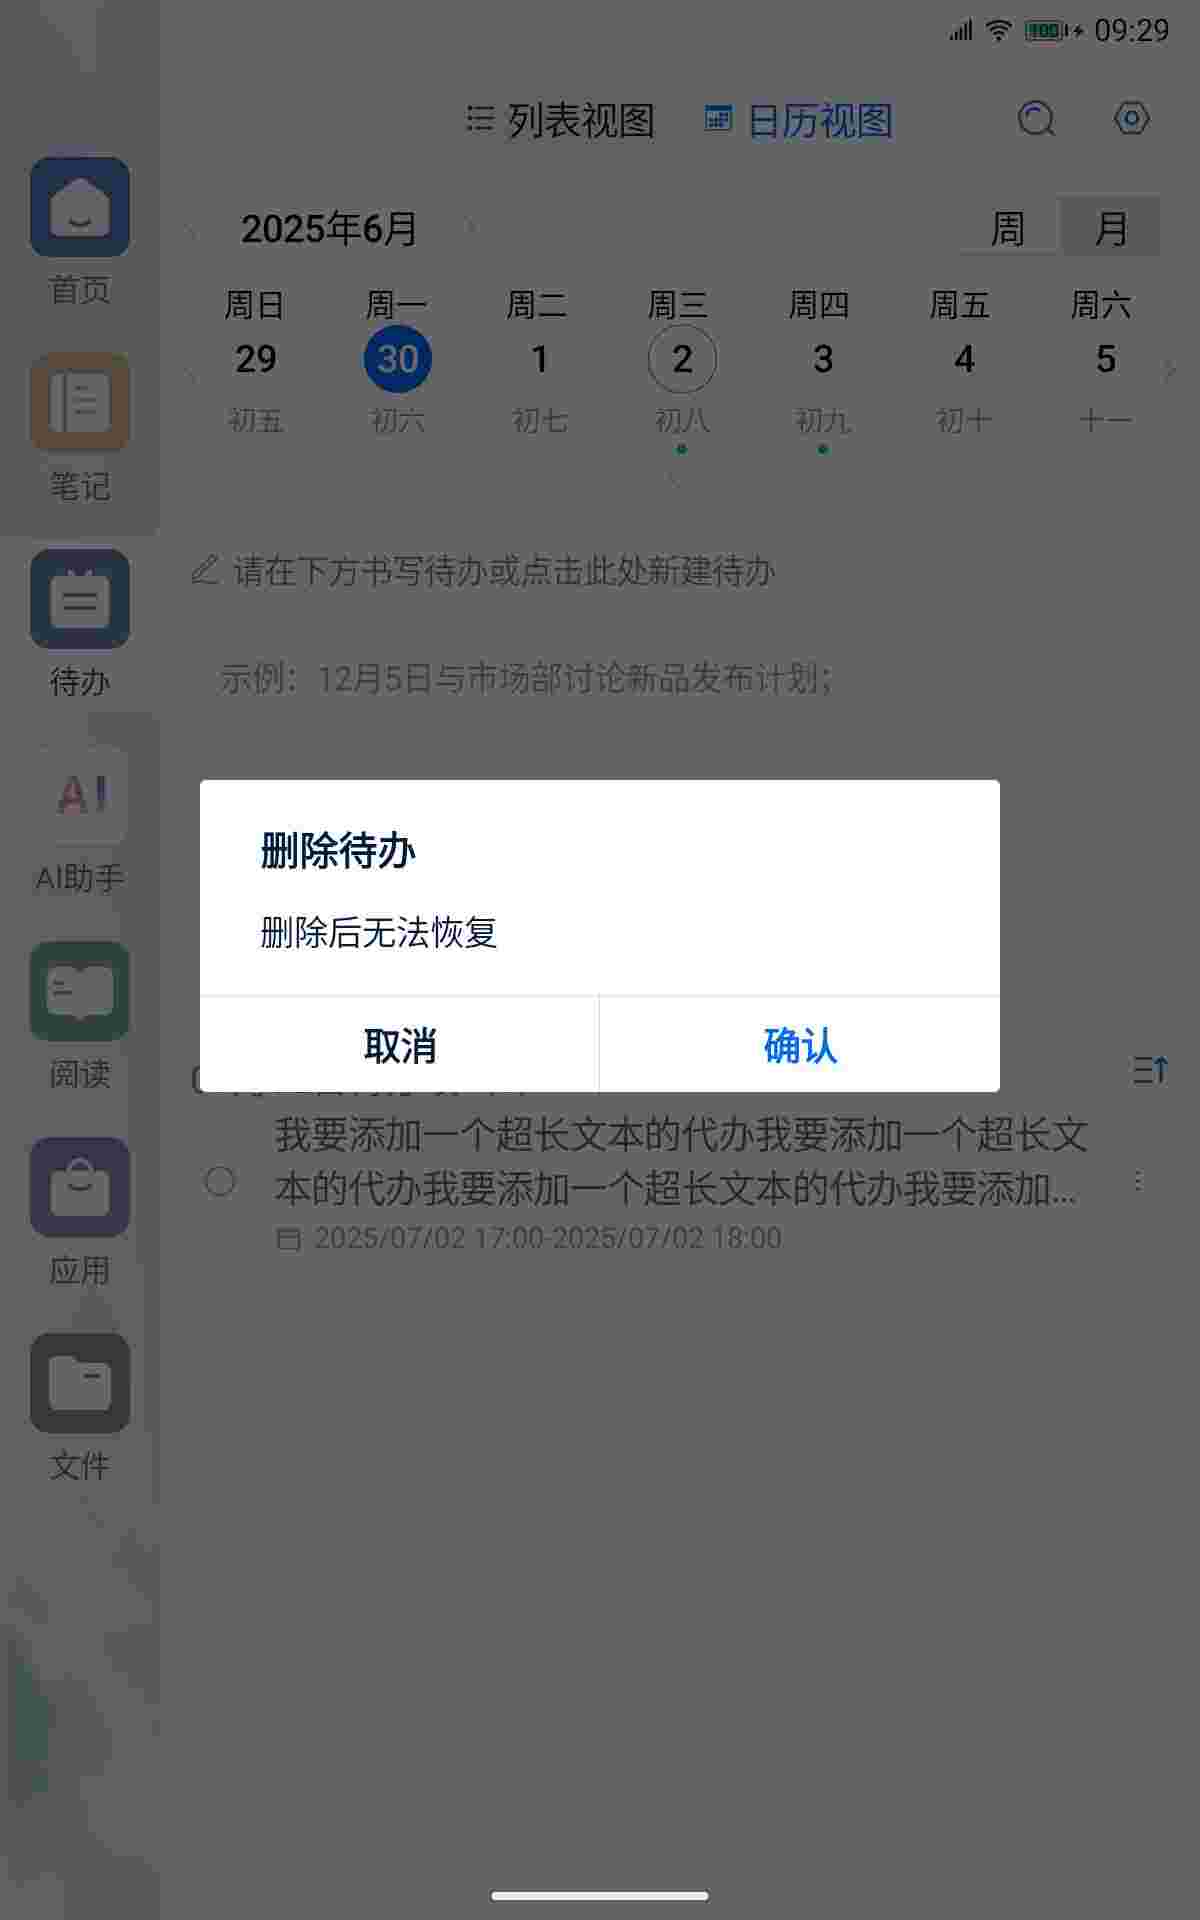 100 09:29
列表视图 日历视图
2025年6月 周 月
周日 周一 周二 周三 周四 周五 周六
29 30 1 2 3 4 5
初五 初六 初七 初八 初九 初十 十一
请在下方书写待办或点击此处新建待办
示例：12月5日与市场部讨论新品发布计划；
首页
笔记
待办
AI
AI助手
阅读
应用
文件
删除待办
删除后无法恢复
取消 确认
我要添加一个超长文本的代办我要添加一个超长文
本的代办我要添加一个超长文本的代办我要添加...
2025/07/02 17:00-2025/07/02 18:00